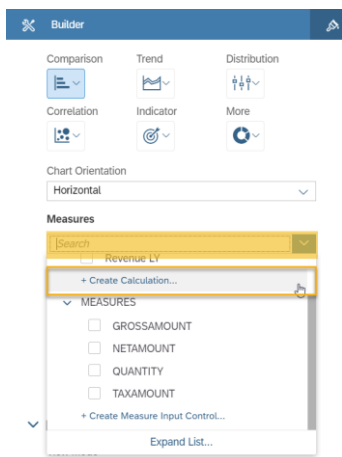 Builder
Comparison Trend Distribution
Correlation Indicator More
Chart Orientation
Horizontal
Measures
Search
Revenue LY
+ Create Calculation...
MEASURES
GROSSAMOUNT
NETAMOUNT
QUANTITY
TAXAMOUNT
+ Create Measure Input Control...
Expand List...